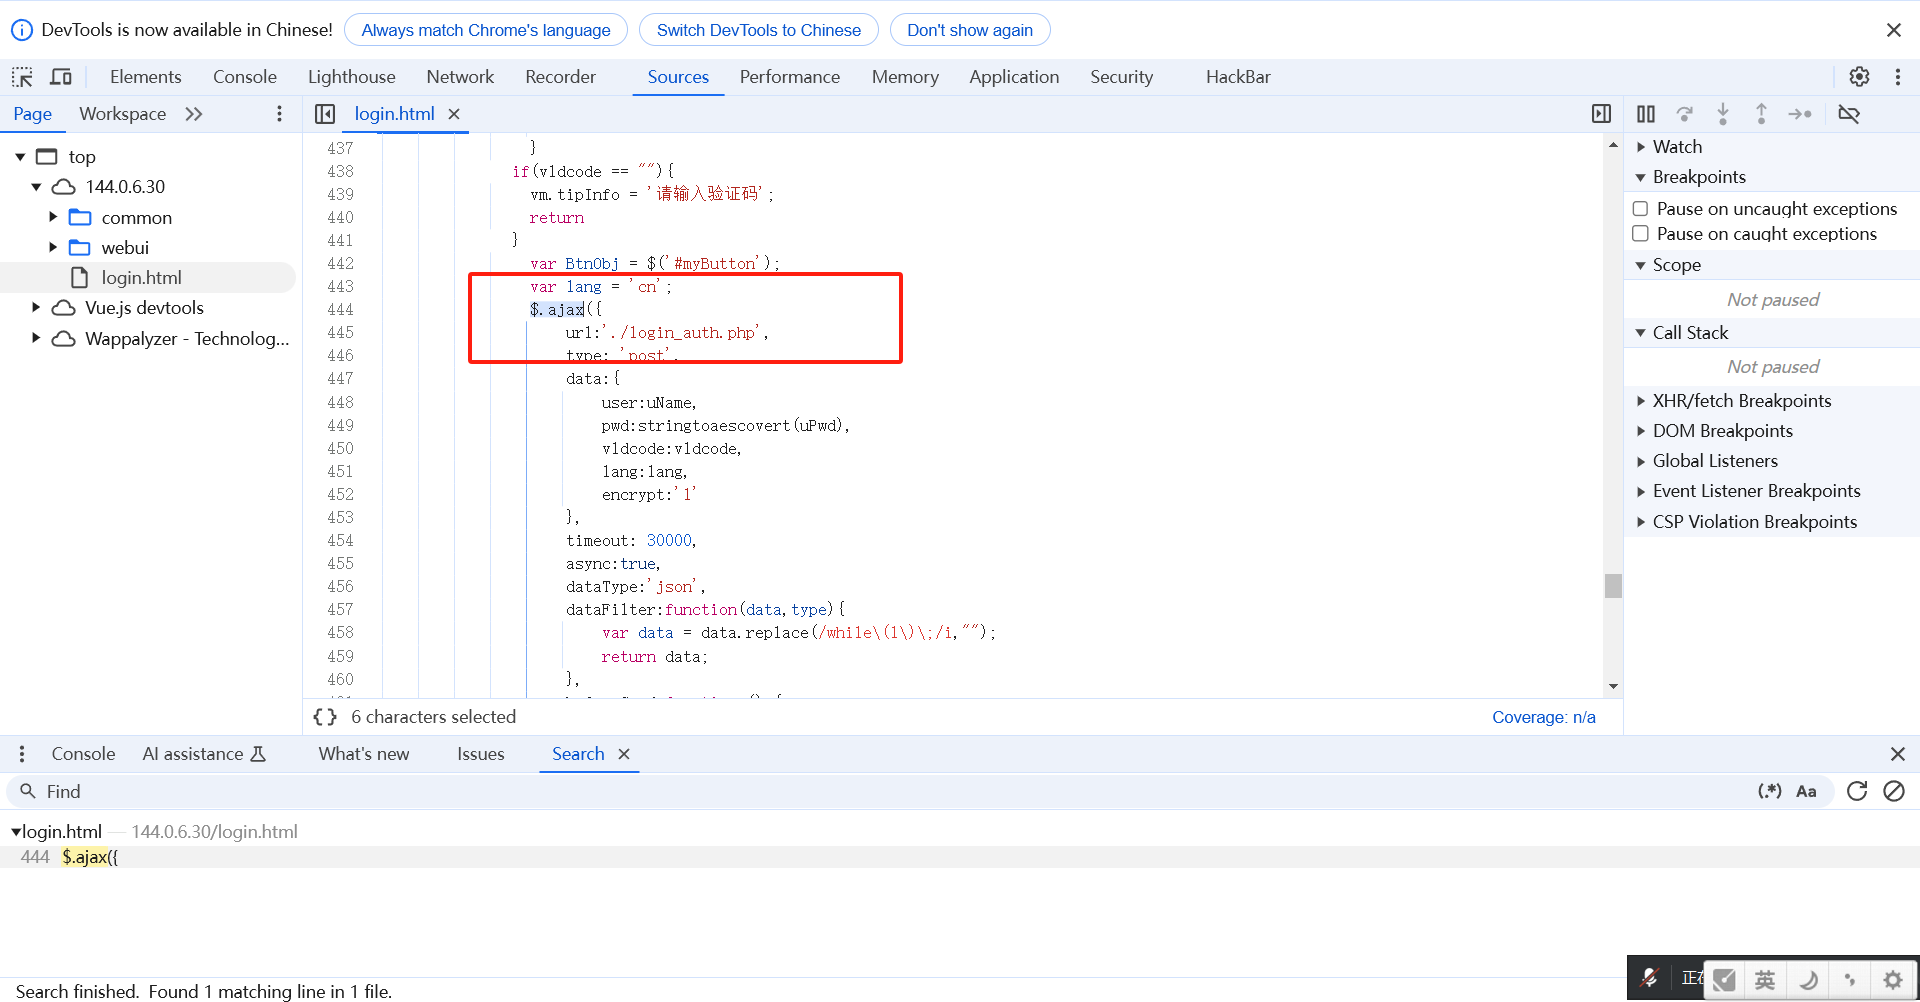 DevTools is now available in Chinese! Always match Chrome's language Switch DevTools to Chinese Don't show again
Elements Console Lighthouse Network Recorder Sources Performance Memory Application Security HackBar
Page Workspace
login.html
top
144.0.6.30
common
webui
login.html
Vue.js devtools
Wappalyzer - Technolog...
437 }
438 if(vldcode == ""){
439 vm.tipInfo = '请输入验证码';
440 return
441 }
442 var BtnObj = $('#myButton');
443 var lang = 'cn';
444 $.ajax({
445 url:'./login_auth.php',
446 type: 'post',
447 data:{
448 user:uName,
449 pwd:stringtoaescovert(uPwd),
450 vldcode:vldcode,
451 lang:lang,
452 encrypt:'1'
453 },
454 timeout: 30000,
455 async:true,
456 dataType:'json',
457 dataFilter:function(data,type){
458 var data = data.replace(/while\(1\)\;/i,"");
459 return data;
460 },
{} 6 characters selected
Coverage: n/a
Watch
Breakpoints
Pause on uncaught exceptions
Pause on caught exceptions
Scope
Not paused
Call Stack
Not paused
XHR/fetch Breakpoints
DOM Breakpoints
Global Listeners
Event Listener Breakpoints
CSP Violation Breakpoints
Console AI assistance What's new Issues Search
Find
(.*) Aa
login.html — 144.0.6.30/login.html
444 $.ajax({
正在
英
Search finished. Found 1 matching line in 1 file.